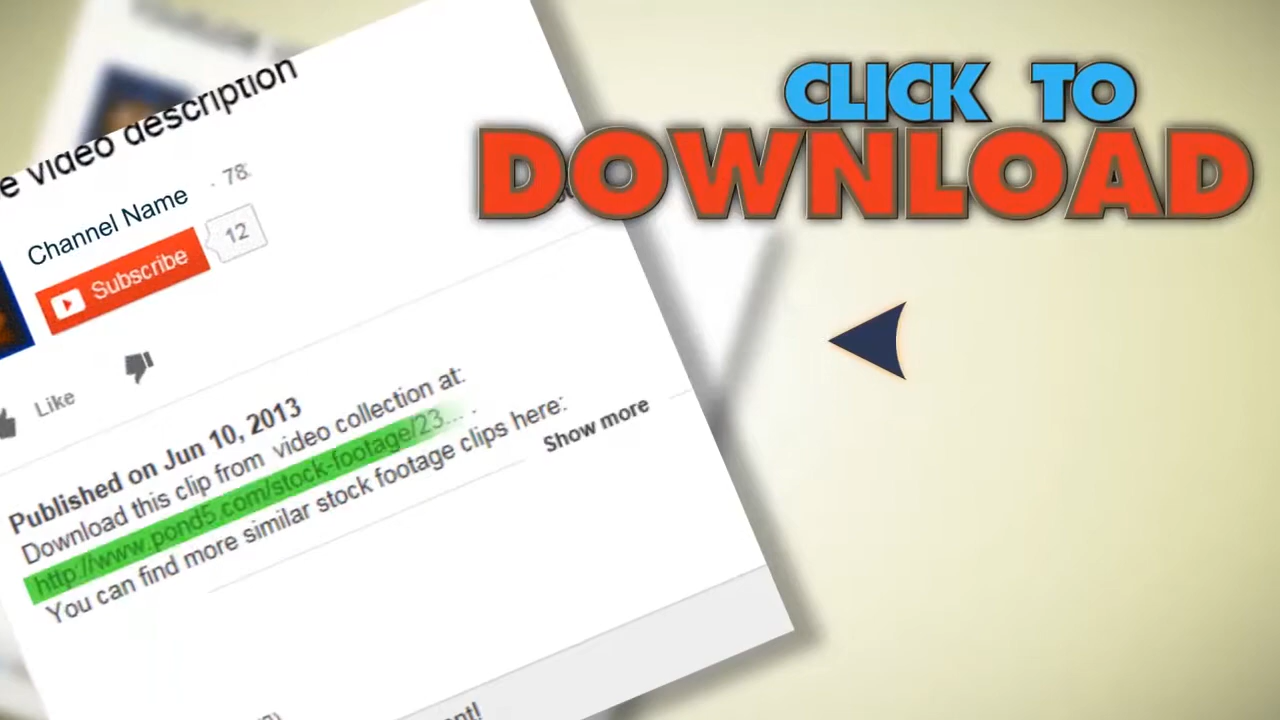 CLICK TO
DOWNLOAD
e video description
Channel Name
78
Subscribe
12
Like
Published on Jun 10, 2013
Download this clip from video collection at:
http://www.pond5.com/stock-footage/23...
You can find more similar stock footage clips here:
Show more